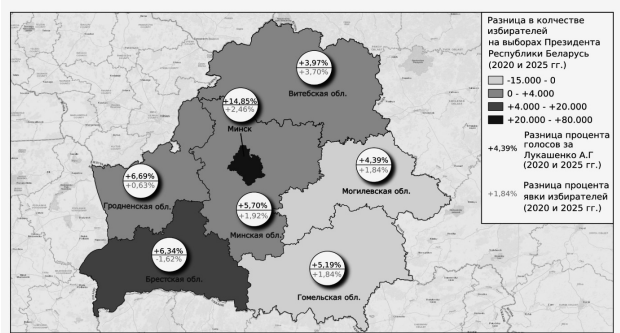 Разница в колчестве
избирателей
на выборах Президента
Республики Беларусь
(2020 и 2025 гг.)
-15.000 - 0
0 - +4.000
+4.000 - +20.000
+20.000 - +80.000
+4,39%
Разница процента
голосов за
Лукашенко А.Г
(2020 и 2025 гг.)
+1,84%
Разница процента
явки избирателей
(2020 и 2025 гг.)
+3,97%
+3,70%
Витебская обл.
+14,85%
+2,46%
Минск
+4,39%
+1,84%
Могилевская обл.
+6,69%
+0,63%
Гродненская обл.
+5,70%
+1,92%
Минская обл.
+6,34%
-1,62%
Брестская обл.
+5,19%
+1,84%
Гомельская обл.